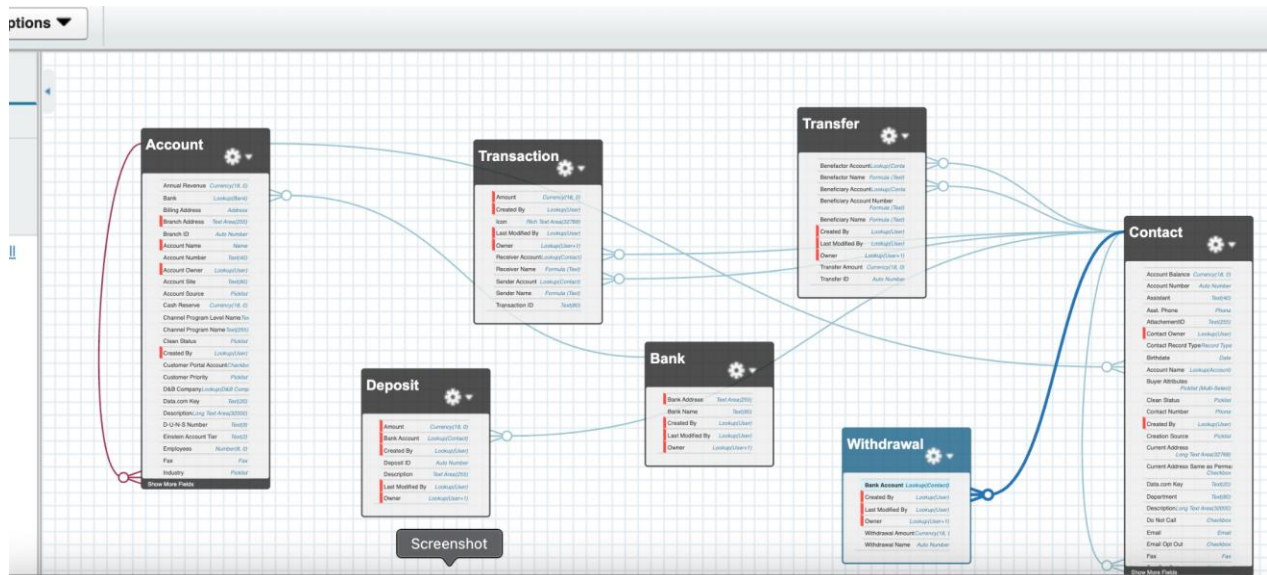 ptions
Account
Annual Revenue Currency(18, 0)
Bank Lookup(Bank)
Billing Address Address
Branch Address Text Area(255)
Branch ID Auto Number
Account Name Name
Account Number Text(40)
Account Owner Lookup(User)
Account Site Text(80)
Account Source Picklist
Cash Reserve Currency(18, 0)
Channel Program Level Name Tex
Channel Program Name Text(255)
Clean Status Picklist
Created By Lookup(User)
Customer Portal Account Checkbox
Customer Priority Picklist
D&B Company Lookup(D&B Comp
Data.com Key Text(20)
Description Long Text Area(32000)
D-U-N-S Number Text(9)
Einstein Account Tier Text(2)
Employees Number(8, 0)
Fax Fax
Industry Picklist
Show More Fields
Transaction
Amount Currency(16, 0)
Created By Lookup(User)
Icon Rich Text Area(32768)
Last Modified By Lookup(User)
Owner Lookup(User+1)
Receiver Account Lookup(Contact)
Receiver Name Formula (Text)
Sender Account Lookup(Contact)
Sender Name Formula (Text)
Transaction ID Text(80)
Transfer
Benefactor Account Lookup(Conta
Benefactor Name Formula (Text)
Beneficiary Account Lookup(Conta
Beneficiary Account Number
Formula (Text)
Beneficiary Name Formula (Text)
Created By Lookup(User)
Last Modified By Lookup(User)
Owner Lookup(User+1)
Transfer Amount Currency(18, 0)
Transfer ID Auto Number
Deposit
Amount Currency(18, 0)
Bank Account Lookup(Contact)
Created By Lookup(User)
Deposit ID Auto Number
Description Text Area(255)
Last Modified By Lookup(User)
Owner Lookup(User+1)
Bank
Bank Address Text Area(255)
Bank Name Text(80)
Created By Lookup(User)
Last Modified By Lookup(User)
Owner Lookup(User+1)
Withdrawal
Bank Account Lookup(Contact)
Created By Lookup(User)
Last Modified By Lookup(User)
Owner Lookup(User+1)
Withdrawal Amount Currency(18, )
Withdrawal Name Auto Number
Contact
Account Balance Currency(18, 0)
Account Number Auto Number
Assistant Text(40)
Asst. Phone Phone
AttachementID Text(255)
Contact Owner Lookup(User)
Contact Record Type Record Type
Birthdate Date
Account Name Lookup(Account)
Buyer Attributes
Picklist (Multi-Select)
Clean Status Picklist
Contact Number Phone
Created By Lookup(User)
Creation Source Picklist
Current Address
Long Text Area(32768)
Current Address Same as Perma
Checkbox
Data.com Key Text(20)
Department Text(80)
Description Long Text Area(32000)
Do Not Call Checkbox
Email Email
Email Opt Out Checkbox
Fax Fax
Show More Fields
Screenshot